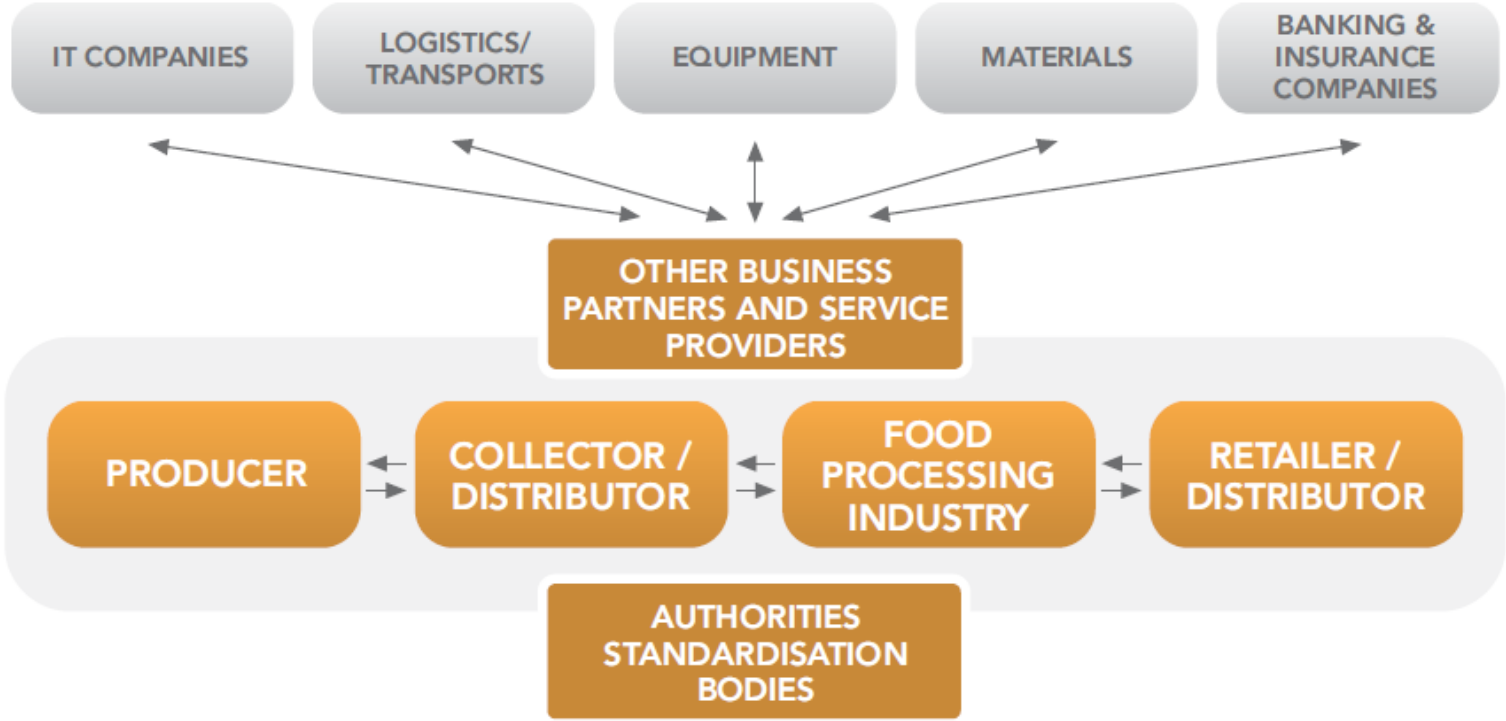 IT COMPANIES
LOGISTICS/
TRANSPORTS
EQUIPMENT
MATERIALS
BANKING &
INSURANCE
COMPANIES
OTHER BUSINESS
PARTNERS AND SERVICE
PROVIDERS
PRODUCER
COLLECTOR /
DISTRIBUTOR
FOOD
PROCESSING
INDUSTRY
RETAILER /
DISTRIBUTOR
AUTHORITIES
STANDARDISATION
BODIES